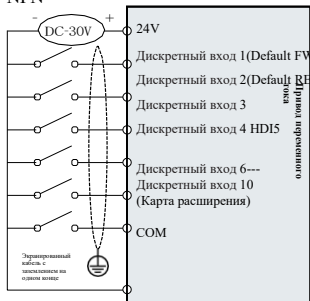 - +
DC-30V
24V
Дискретный вход 1(Default FW
Дискретный вход 2(Default RE
Дискретный вход 3
Дискретный вход 4 HDI5
Дискретный вход 6---
Дискретный вход 10
(Карта расширения)
COM
Привод переменного
тока
Экранированный
кабель с
заземлением на
одном конце